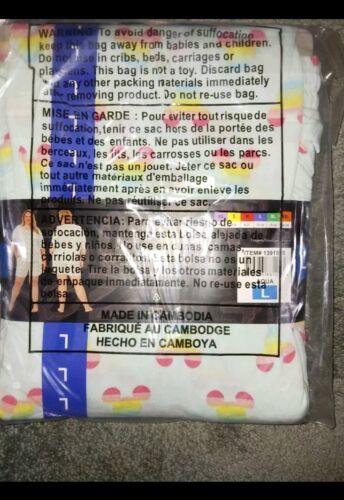 WARNING: To avoid danger of suffocation
keep this bag away from babies and children.
Do not use in cribs, beds, carriages or
This bag is not a toy. Discard bag
and any other packing materials immediately
after removing product. Do not re-use bag.
MISE EN GARDE : Pour éviter tout risque de
suffocation, tenir ce sac hors de la portée des
bébés et des enfants. Ne pas utiliser dans les
berceaux, les lits, les carrosses ou les parcs.
Ce sac n'est pas un jouet. Jeter ce sac ou
tout autre matériau d'emballage
immédiatement après en avoir enlevé les
produits. Ne pas réutiliser ce sac.
ADVERTENCIA: Para evitar riesgo de
sofocación, mantenga esta bolsa alejada de
bebés y niños. No use en cunas, camas,
carriolas o corrales. Esta bolsa no es un
juguete. Tire la bolsa y los otros materiales
de empaque inmediatamente. No re-use esta
bolsa.
ITEM#
AQUA
L
MADE IN CAMBODIA
FABRIQUÉ AU CAMBODGE
HECHO EN CAMBOYA
L
L
L
L
L